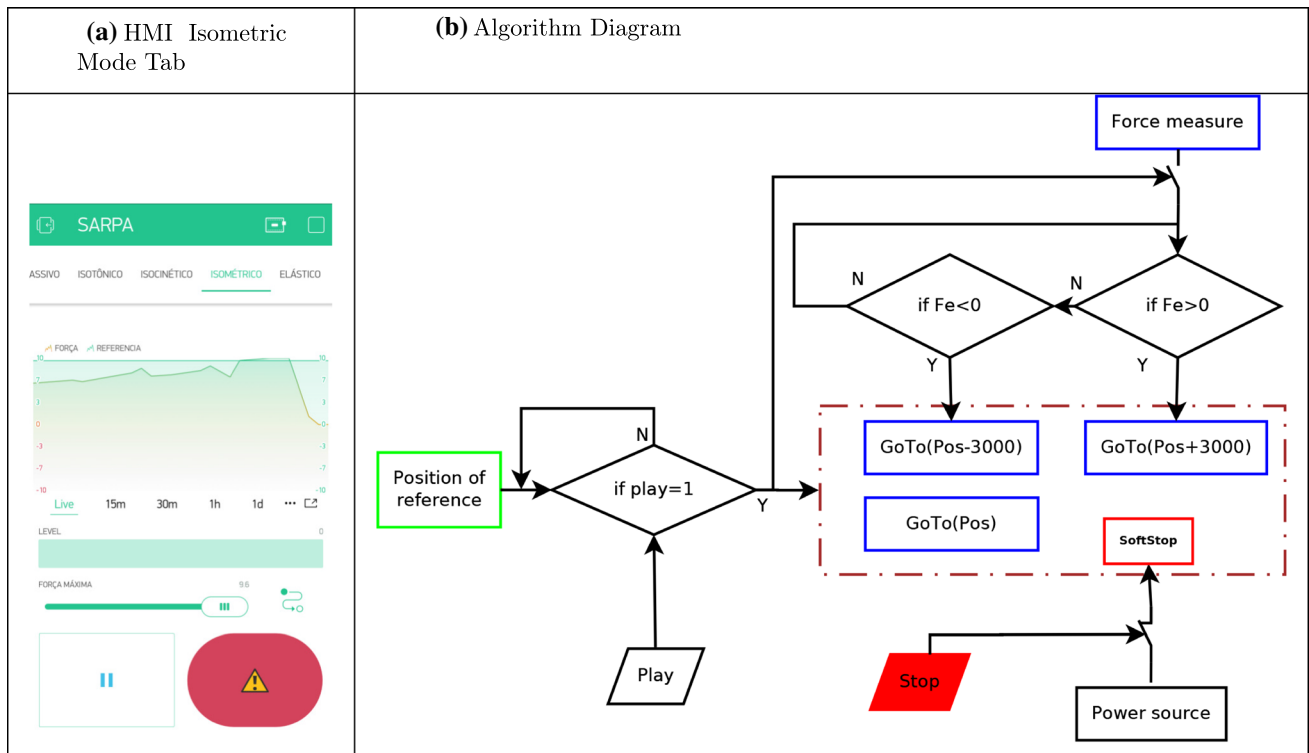 (a) HMI Isometric
Mode Tab
(b) Algorithm Diagram
SARPA
ASSIVO ISOTÔNICO ISOCINÉTICO ISOMÉTRICO ELÁSTICO
FORÇA REFERENCIA
10 10
7 7
3 3
0 0
-3 -3
-7 -7
-10 -10
Live 15m 30m 1h 1d
LEVEL 0
FORÇA MÁXIMA 9.6
Force measure
if Fe<0
N
Y
if Fe>0
N
Y
GoTo(Pos-3000)
GoTo(Pos+3000)
GoTo(Pos)
SoftStop
Position of
reference
if play=1
N
Y
Play
Stop
Power source